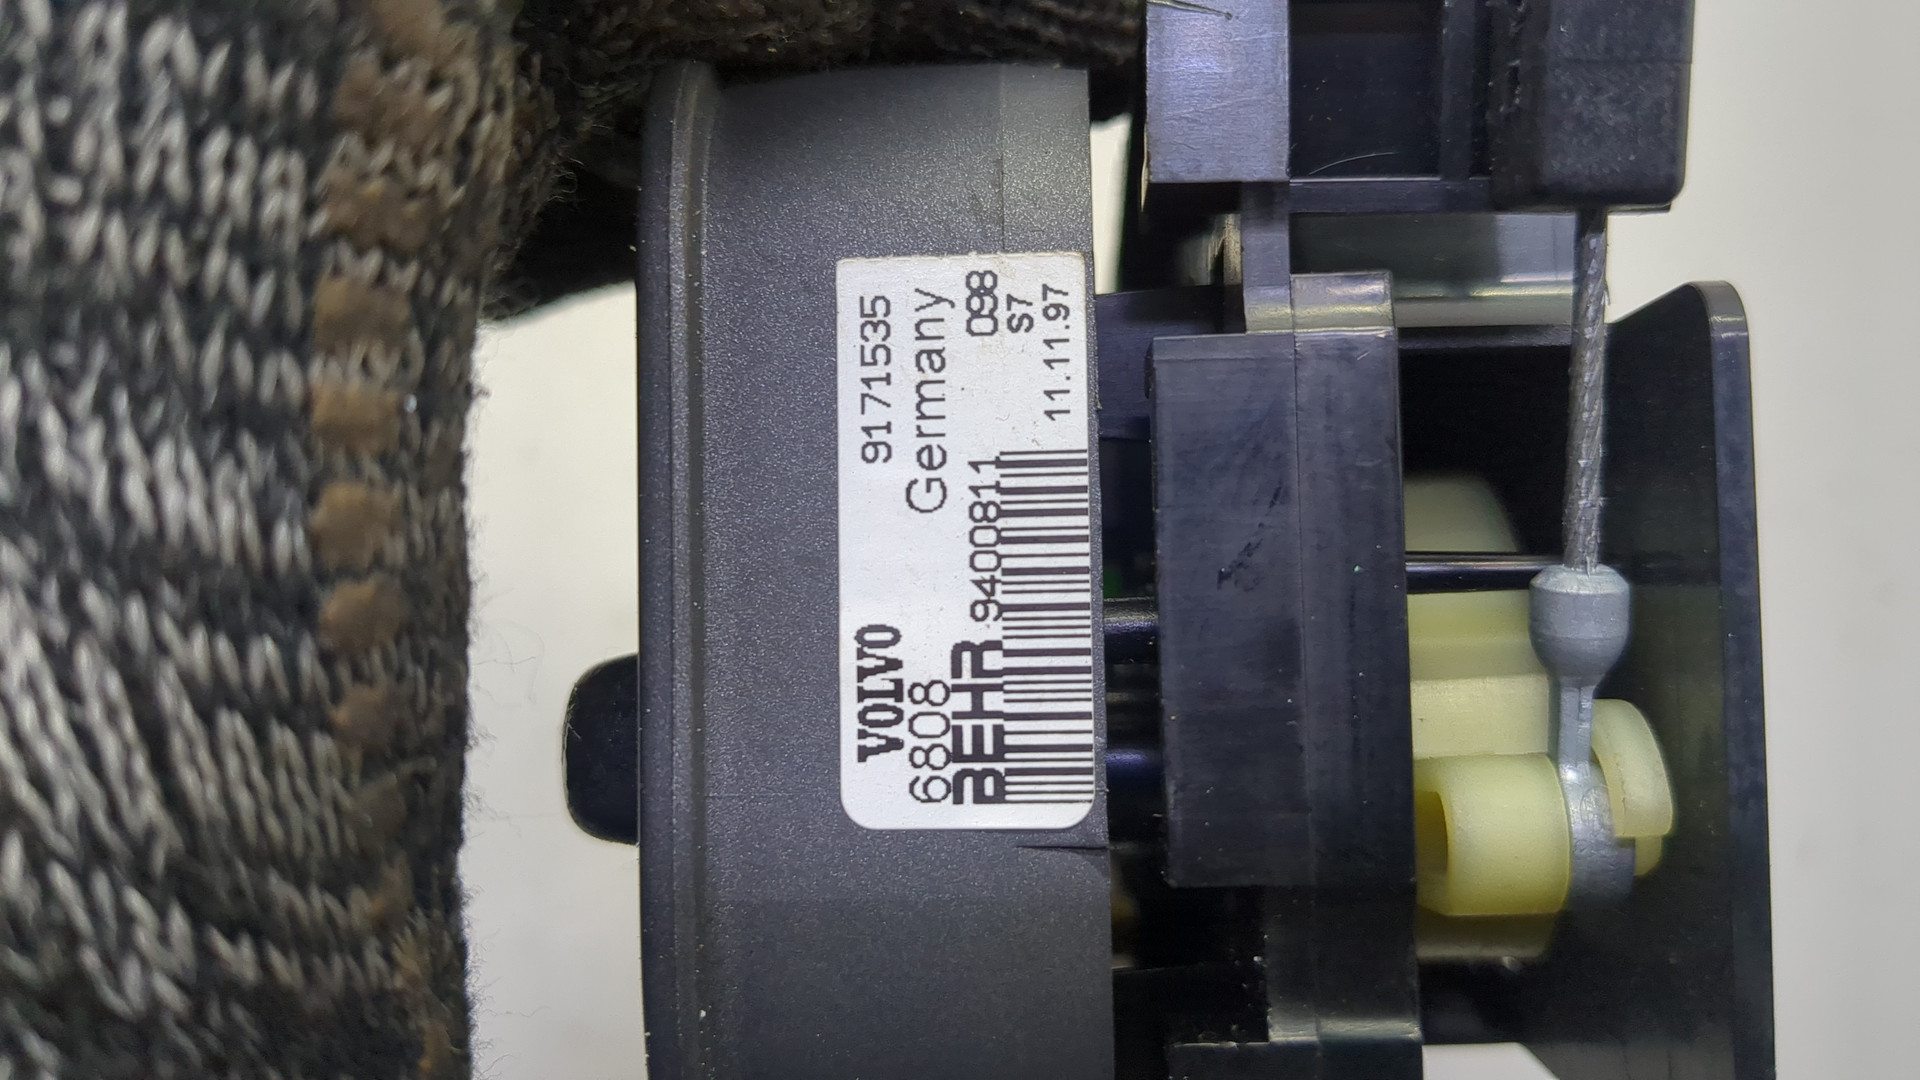 VOLVO 9171535
6808 Germany
BEHR 9400811 098
S7
11.11.97